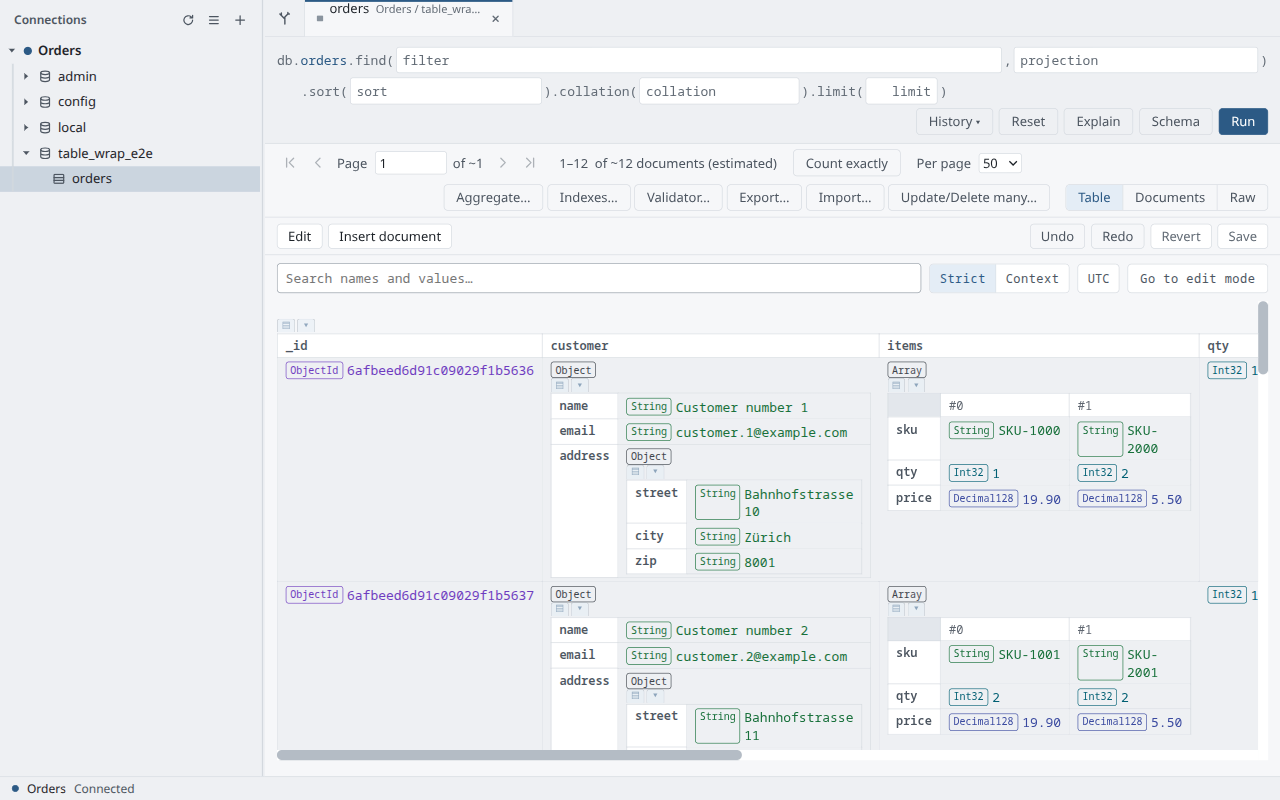 Connections
orders Orders / table_wra...
Orders
admin
config
local
table_wrap_e2e
orders
db.orders.find( filter , projection )
.sort( sort ).collation( collation ).limit( limit )
History Reset Explain Schema Run
Page 1 of ~1 1–12 of ~12 documents (estimated) Count exactly Per page 50
Aggregate... Indexes... Validator... Export... Import... Update/Delete many... Table Documents Raw
Edit Insert document Undo Redo Revert Save
Search names and values… Strict Context UTC Go to edit mode
_id customer items qty
ObjectId 6afbeed6d91c09029f1b5636 Object Array Int32 1
name String Customer number 1 #0 #1
email String customer.1@example.com sku String SKU-1000 String SKU-
2000
address Object qty Int32 1 Int32 2
street String Bahnhofstrasse price Decimal128 19.90 Decimal128 5.50
10
city String Zürich
zip String 8001
ObjectId 6afbeed6d91c09029f1b5637 Object Array Int32 1
name String Customer number 2 #0 #1
email String customer.2@example.com sku String SKU-1001 String SKU-
2001
address Object qty Int32 2 Int32 2
street String Bahnhofstrasse price Decimal128 19.90 Decimal128 5.50
11
Orders Connected